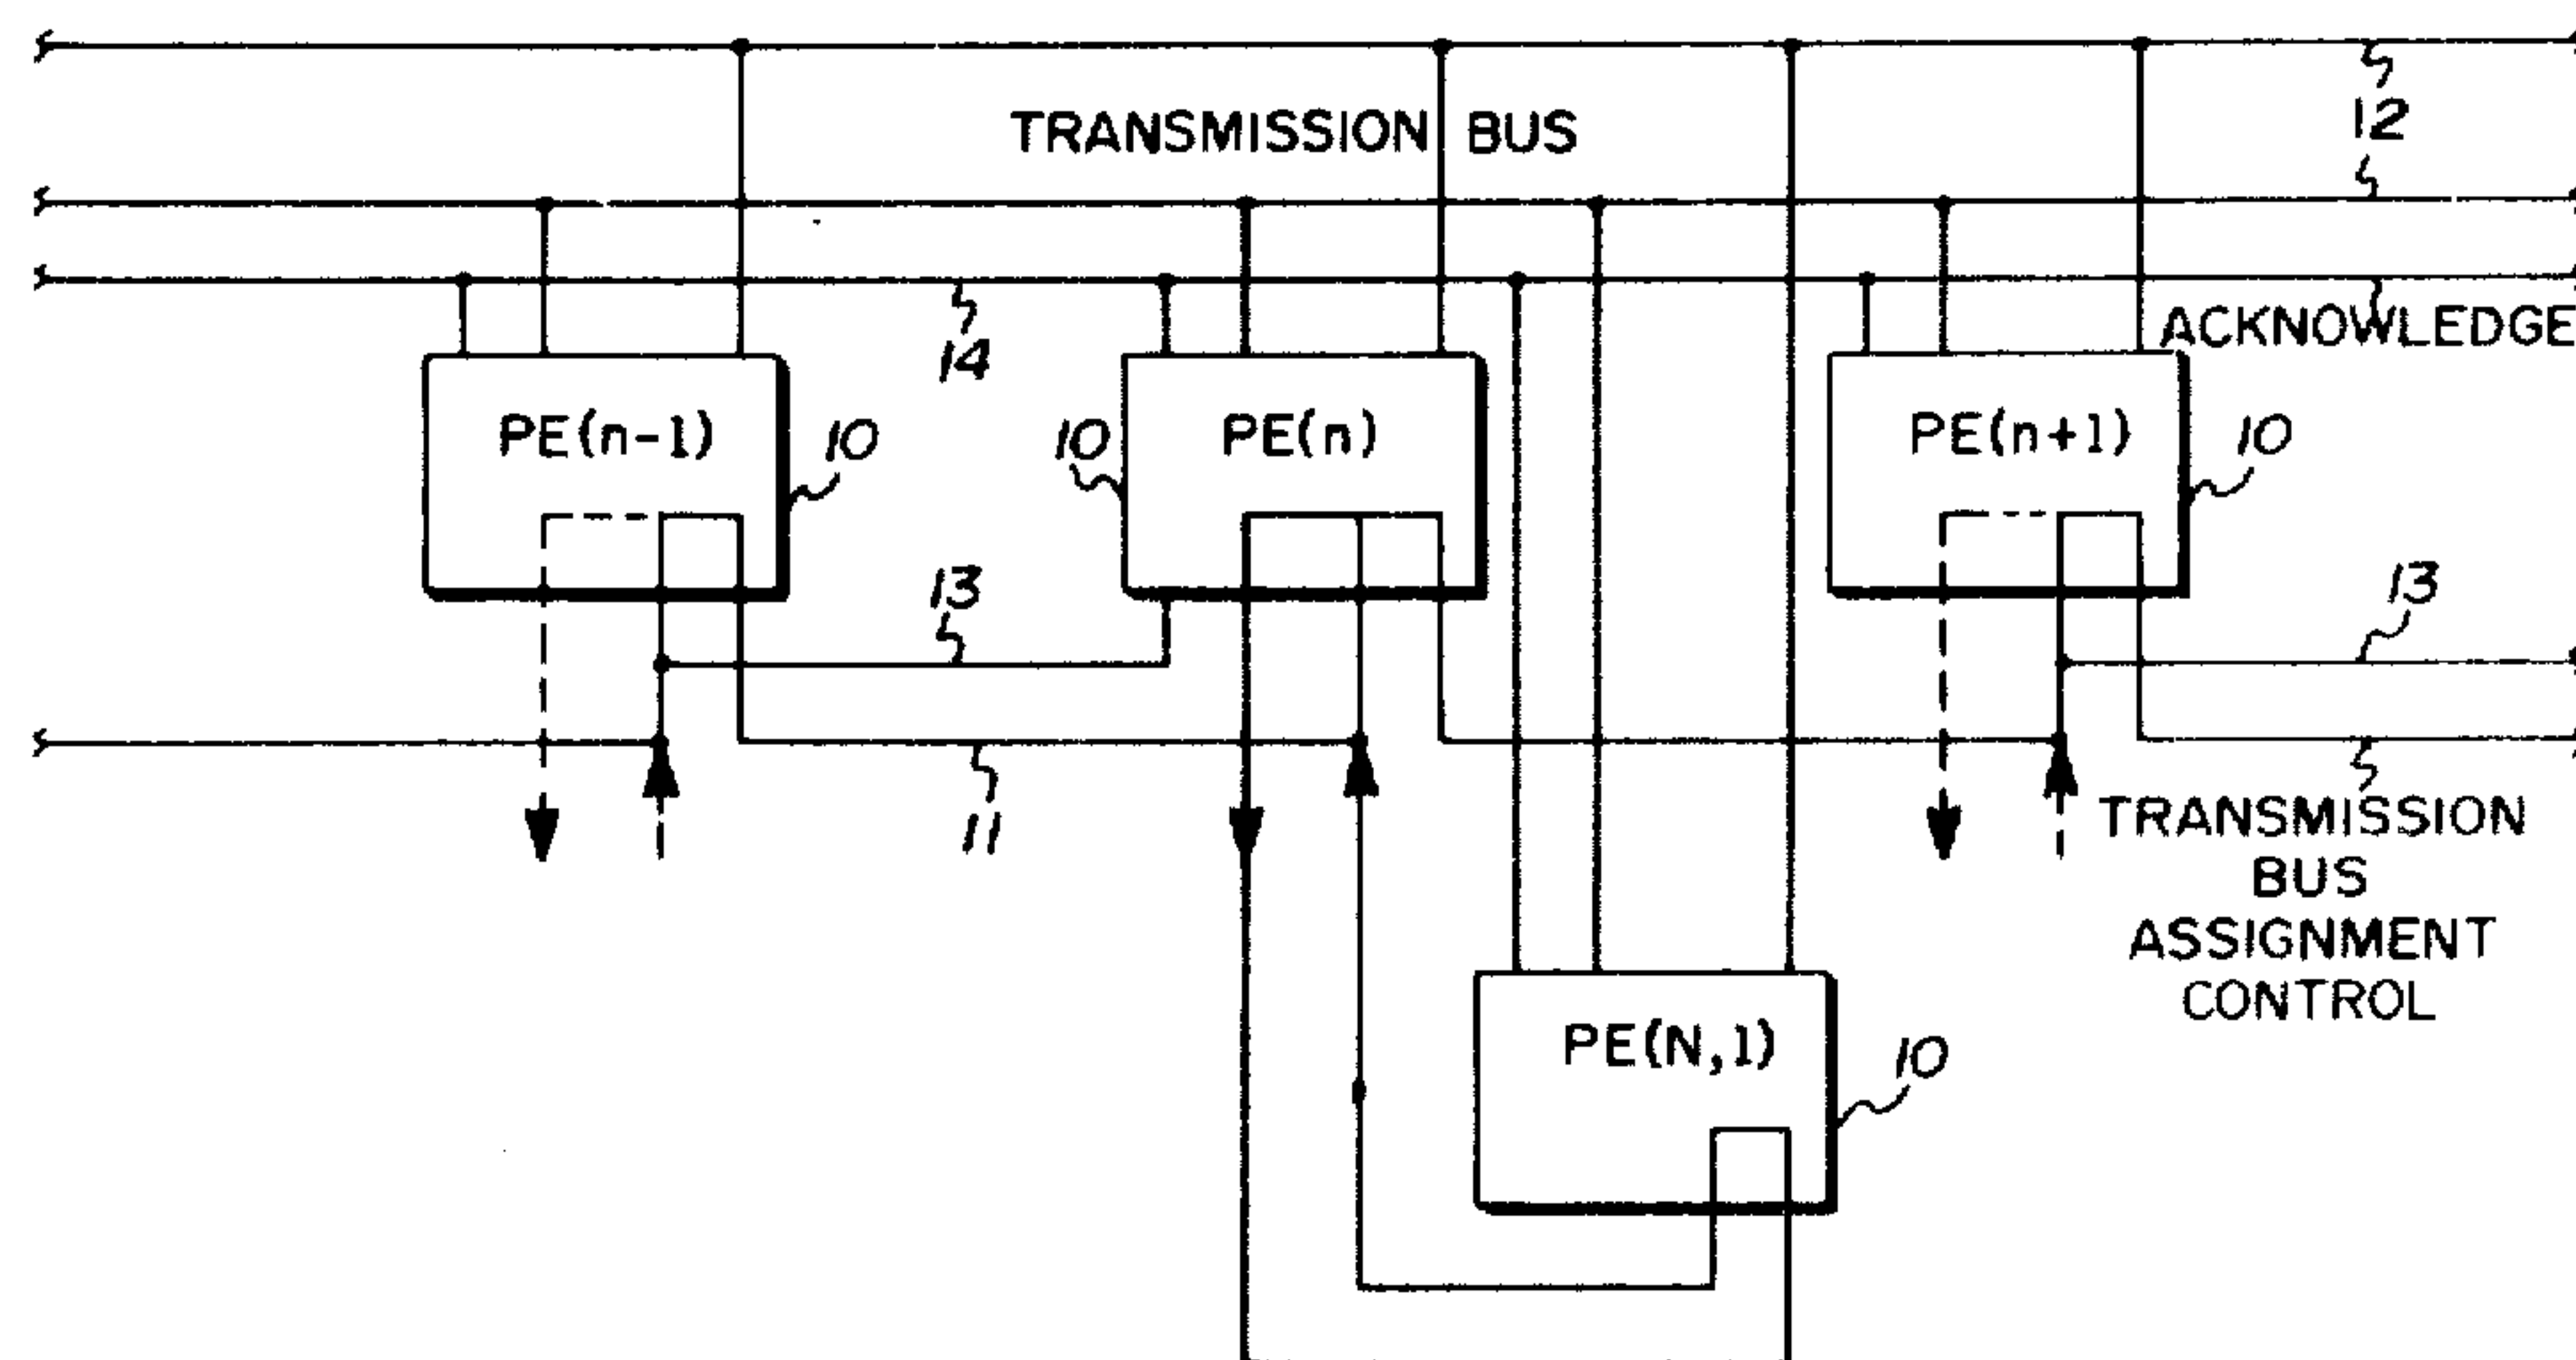 12
TRANSMISSION BUS
14
ACKNOWLEDGE
PE(n-1)
10
10
PE(n)
PE(n+1)
10
13
13
11
TRANSMISSION
BUS
ASSIGNMENT
CONTROL
PE(N,1)
10